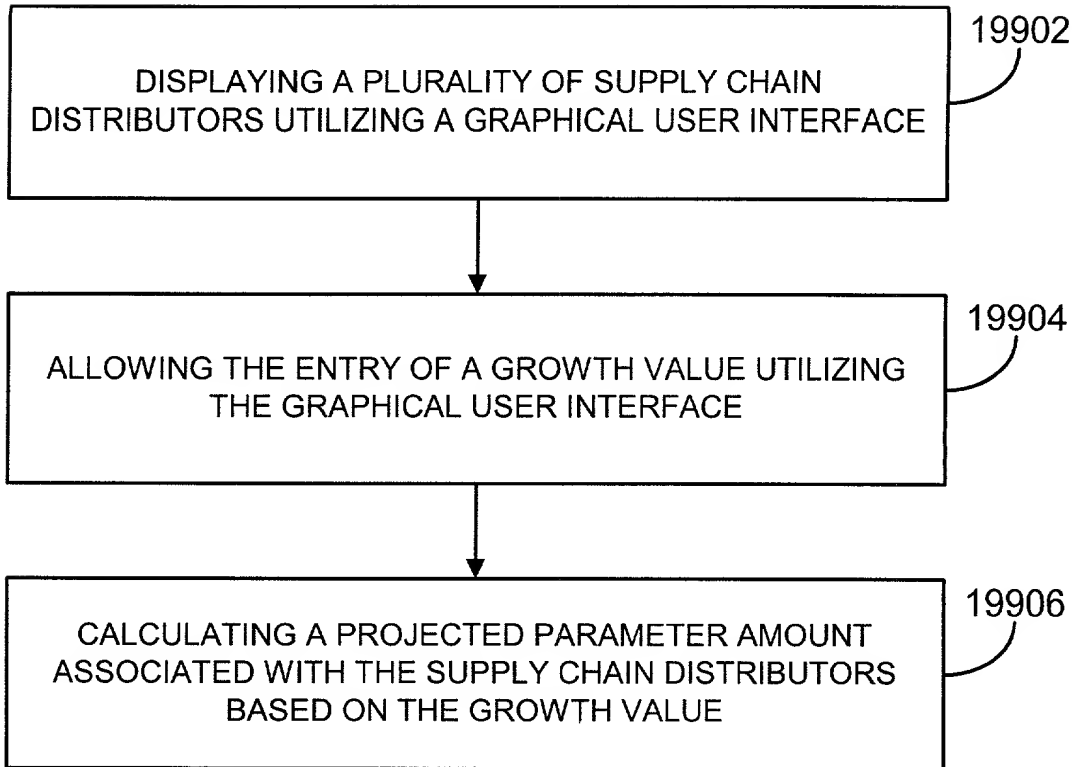 19902
DISPLAYING A PLURALITY OF SUPPLY CHAIN
DISTRIBUTORS UTILIZING A GRAPHICAL USER INTERFACE
19904
ALLOWING THE ENTRY OF A GROWTH VALUE UTILIZING
THE GRAPHICAL USER INTERFACE
19906
CALCULATING A PROJECTED PARAMETER AMOUNT
ASSOCIATED WITH THE SUPPLY CHAIN DISTRIBUTORS
BASED ON THE GROWTH VALUE